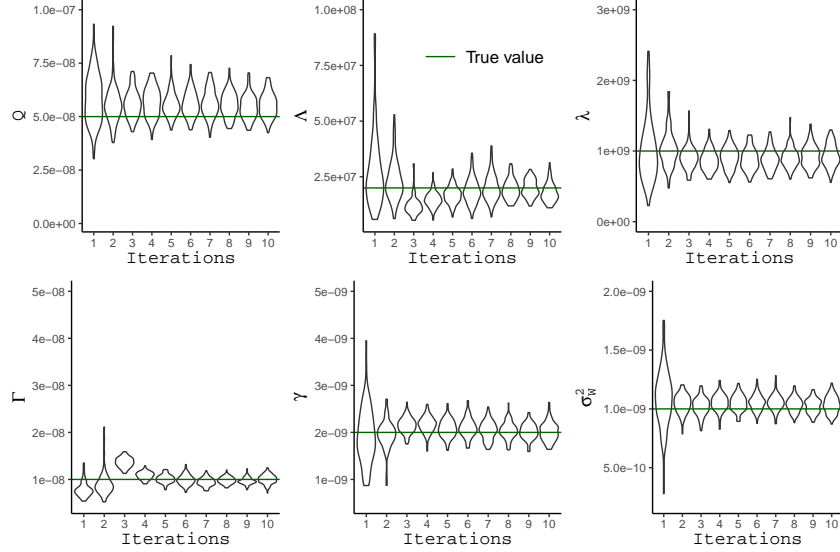 1.0e−07
7.5e−08
5.0e−08
2.5e−08
0.0e+00
Q
1 2 3 4 5 6 7 8 9 10
Iterations
1.0e+08
7.5e+07
5.0e+07
2.5e+07
Λ
True value
1 2 3 4 5 6 7 8 9 10
Iterations
3e+09
2e+09
1e+09
0e+00
λ
1 2 3 4 5 6 7 8 9 10
Iterations
5e−08
4e−08
3e−08
2e−08
1e−08
Γ
1 2 3 4 5 6 7 8 9 10
Iterations
5e−09
4e−09
3e−09
2e−09
1e−09
γ
1 2 3 4 5 6 7 8 9 10
Iterations
2.0e−09
1.5e−09
1.0e−09
5.0e−10
σ²_W
1 2 3 4 5 6 7 8 9 10
Iterations